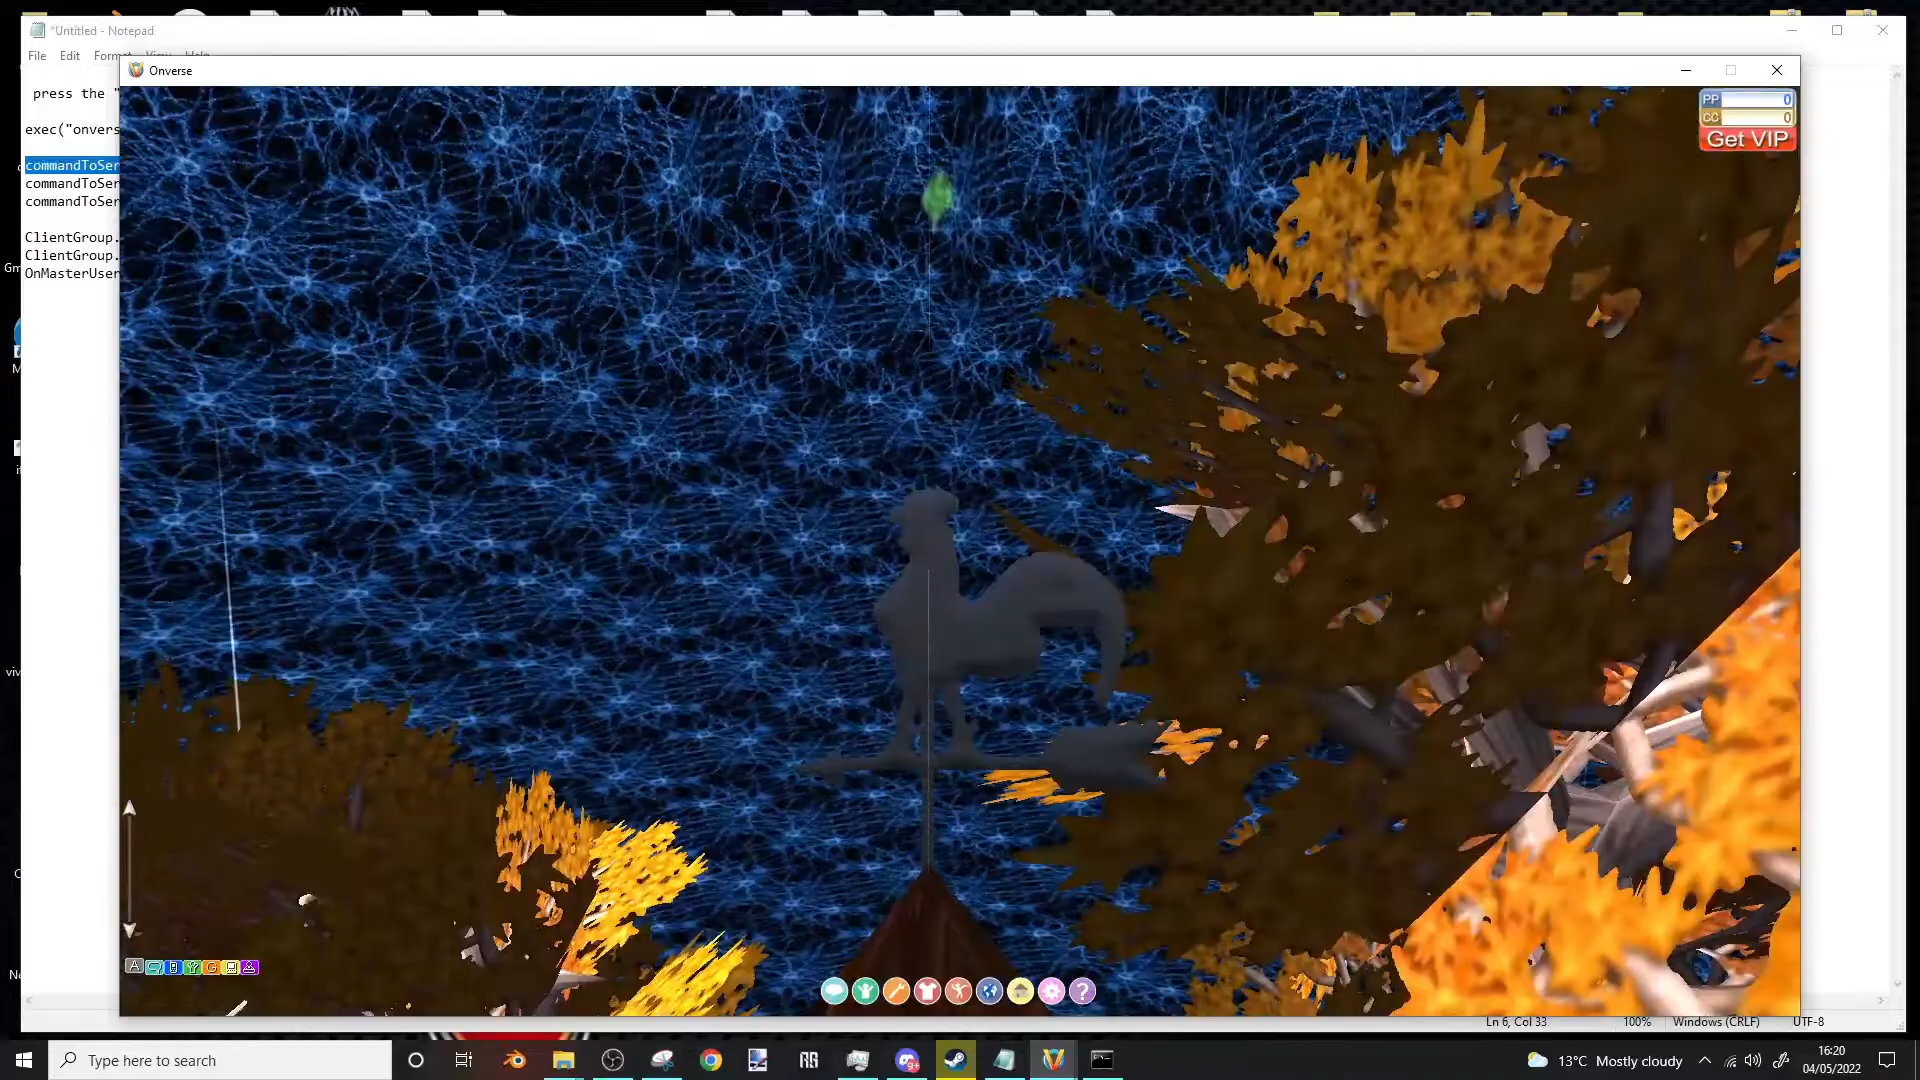 *Untitled - Notepad
File Edit
press the "
exec("onvers
commandToSer
commandToSer
commandToSer
ClientGroup.
ClientGroup.
OnMasterUser
Onverse
PP 0
CC 0
Get VIP
A
G
?
Ln 6, Col 33
100%
Windows (CRLF)
UTF-8
Type here to search
13°C Mostly cloudy
16:20
04/05/2022